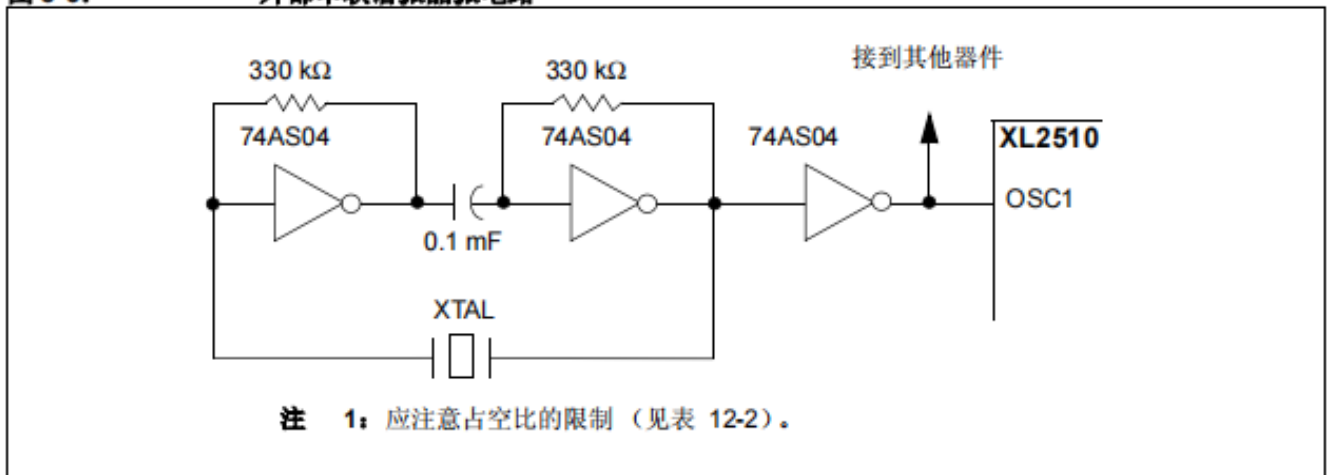 330 kΩ 330 kΩ 接到其他器件
74AS04 74AS04 74AS04 XL2510
OSC1
0.1 mF
XTAL
注 1: 应注意占空比的限制 (见表 12-2)。